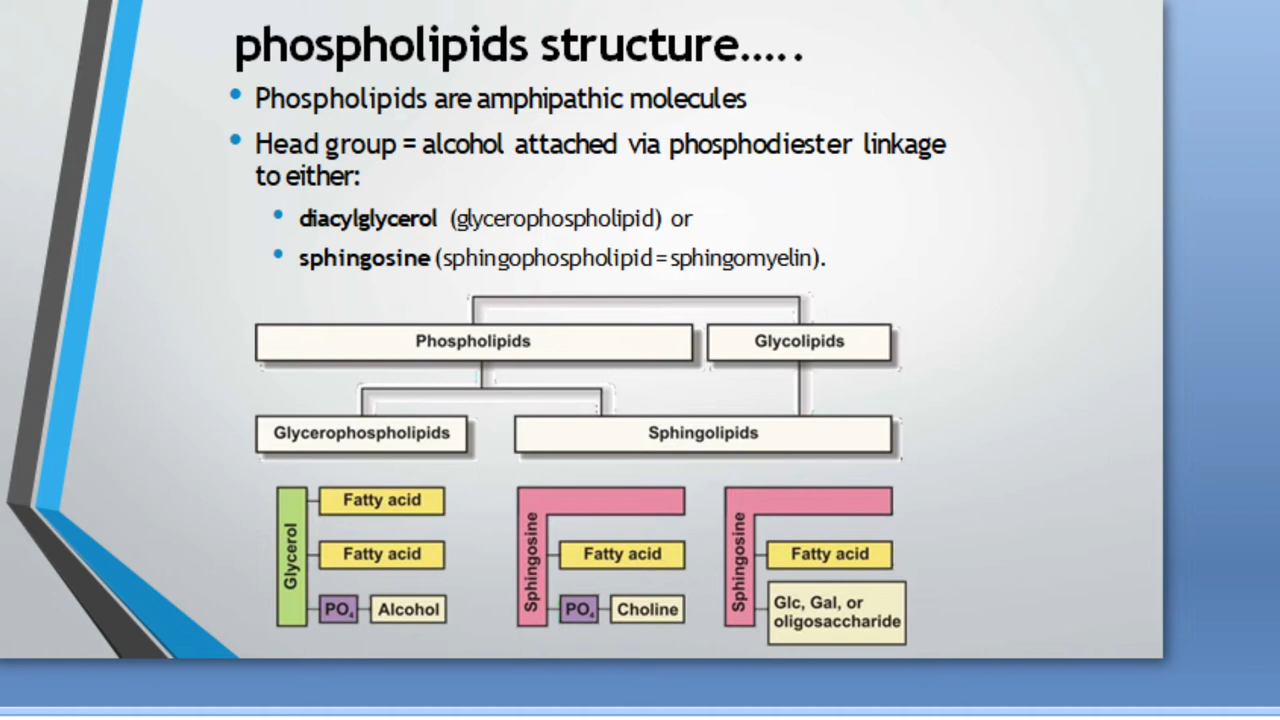 phospholipids structure.....
• Phospholipids are amphipathic molecules
• Head group = alcohol attached via phosphodiester linkage
to either:
• diacylglycerol (glycerophospholipid) or
• sphingosine (sphingophospholipid = sphingomyelin).
Phospholipids
Glycolipids
Glycerophospholipids
Sphingolipids
Glycerol
Fatty acid
Fatty acid
PO₄
Alcohol
Sphingosine
Fatty acid
PO₄
Choline
Sphingosine
Fatty acid
Glc, Gal, or
oligosaccharide